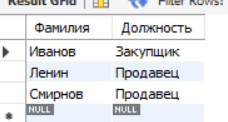 Result Grid Filter Rows:
Фамилия Должность
Иванов Закупщик
Ленин Продавец
Смирнов Продавец
NULL NULL